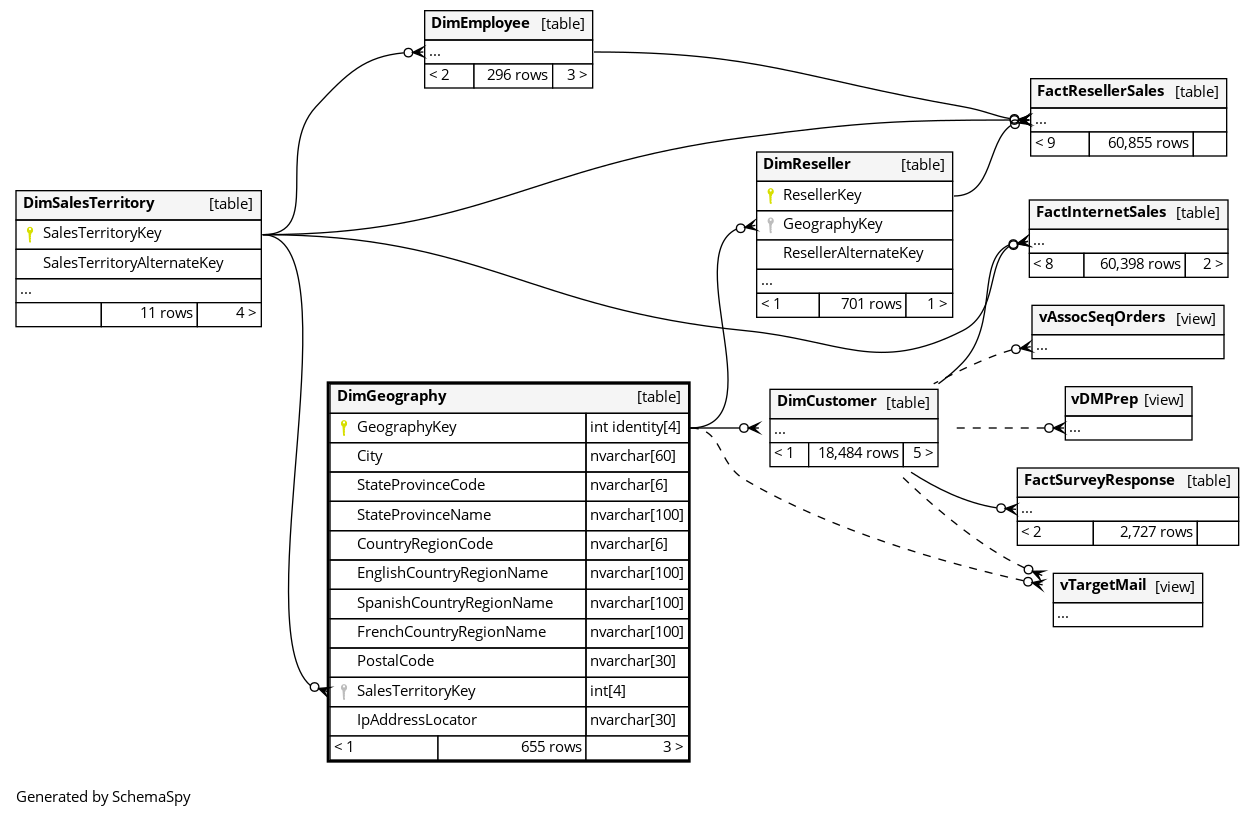 DimEmployee [table]
...
< 2 296 rows 3 >
FactResellerSales [table]
...
< 9 60,855 rows
DimReseller [table]
ResellerKey
GeographyKey
ResellerAlternateKey
...
< 1 701 rows 1 >
DimSalesTerritory [table]
SalesTerritoryKey
SalesTerritoryAlternateKey
...
11 rows 4 >
FactInternetSales [table]
...
< 8 60,398 rows 2 >
vAssocSeqOrders [view]
...
DimGeography [table]
GeographyKey int identity[4]
City nvarchar[60]
StateProvinceCode nvarchar[6]
StateProvinceName nvarchar[100]
CountryRegionCode nvarchar[6]
EnglishCountryRegionName nvarchar[100]
SpanishCountryRegionName nvarchar[100]
FrenchCountryRegionName nvarchar[100]
PostalCode nvarchar[30]
SalesTerritoryKey int[4]
IpAddressLocator nvarchar[30]
< 1 655 rows 3 >
DimCustomer [table]
...
< 1 18,484 rows 5 >
vDMPrep [view]
...
FactSurveyResponse [table]
...
< 2 2,727 rows
vTargetMail [view]
...
Generated by SchemaSpy